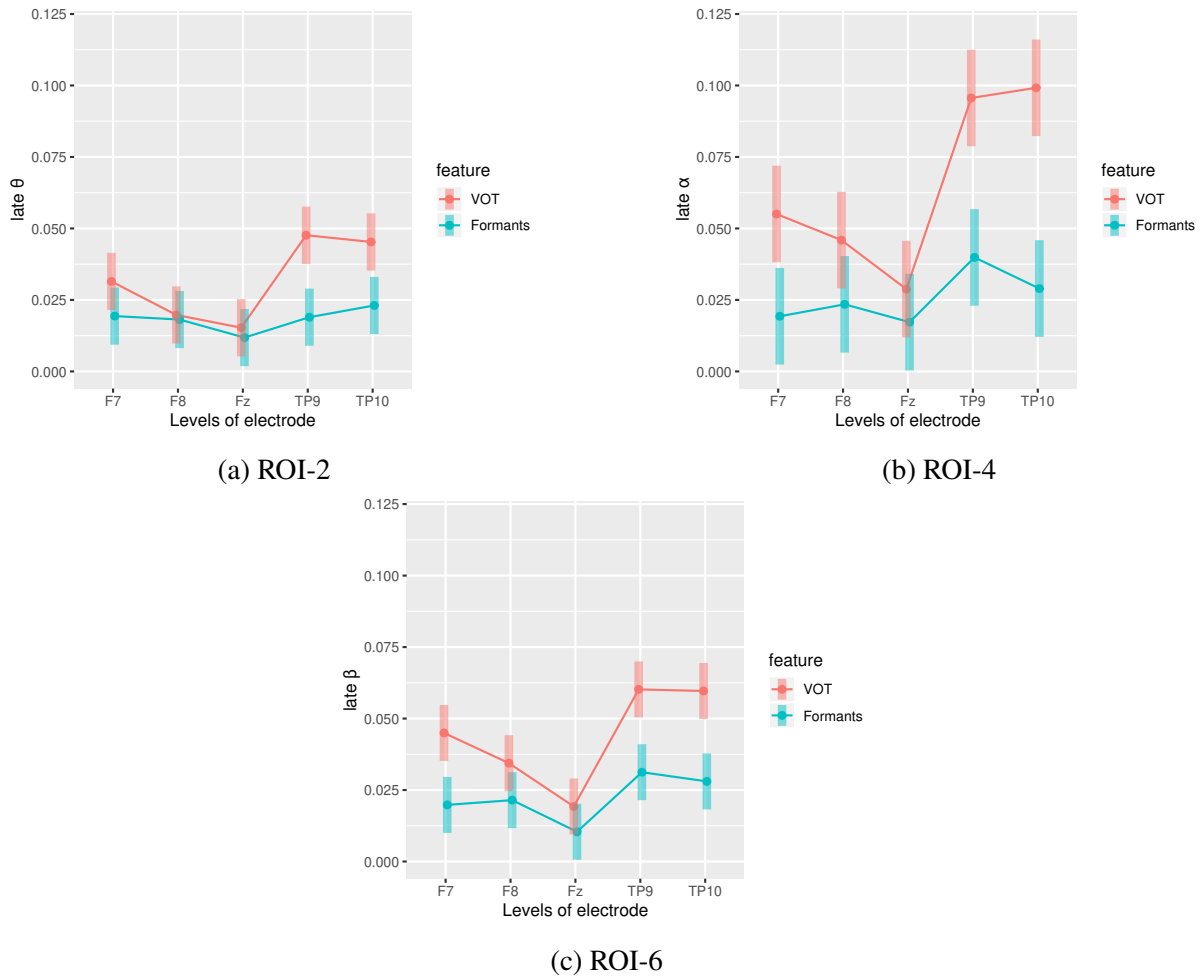 0.125
0.100
0.075
0.050
0.025
0.000
late θ
F7 F8 Fz TP9 TP10
Levels of electrode
feature
VOT
Formants
(a) ROI-2
0.125
0.100
0.075
0.050
0.025
0.000
late α
F7 F8 Fz TP9 TP10
Levels of electrode
feature
VOT
Formants
(b) ROI-4
0.125
0.100
0.075
0.050
0.025
0.000
late β
F7 F8 Fz TP9 TP10
Levels of electrode
feature
VOT
Formants
(c) ROI-6